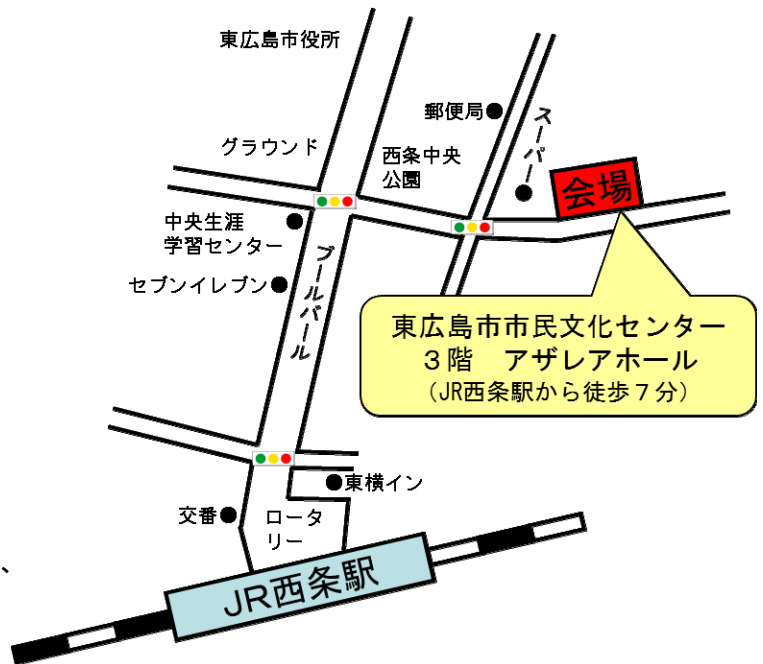 東広島市役所
郵便局
スーパー
グラウンド
西条中央
公園
会場
中央生涯
学習センター
セブンイレブン
ブールバール
東広島市市民文化センター
３階　アザレアホール
（JR西条駅から徒歩７分）
東横イン
交番
ロータ
リー
、
JR西条駅